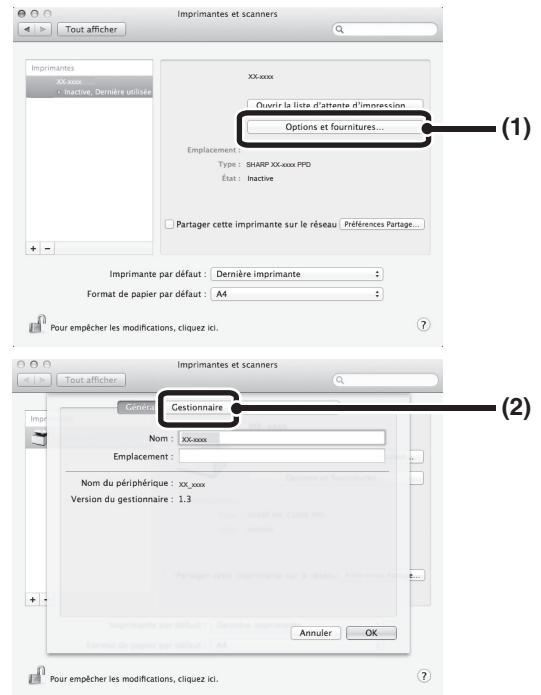 Imprimantes et scanners
Tout afficher
Imprimantes
XX-xxxx
Inactive, Dernière utilisée
XX-xxxx
Ouvrir la liste d'attente d'impression...
Options et fournitures...
(1)
Emplacement :
Type : SHARP XX-xxxx PPD
État : Inactive
Partager cette imprimante sur le réseau
Préférences Partage...
+ −
Imprimante par défaut : Dernière imprimante
Format de papier par défaut : A4
Pour empêcher les modifications, cliquez ici.
?
Imprimantes et scanners
Tout afficher
Général
Gestionnaire
(2)
Impr
Nom : XX-xxxx
Emplacement :
Nom du périphérique : XX_xxxx
Version du gestionnaire : 1.3
+ -
Annuler
OK
Pour empêcher les modifications, cliquez ici.
?